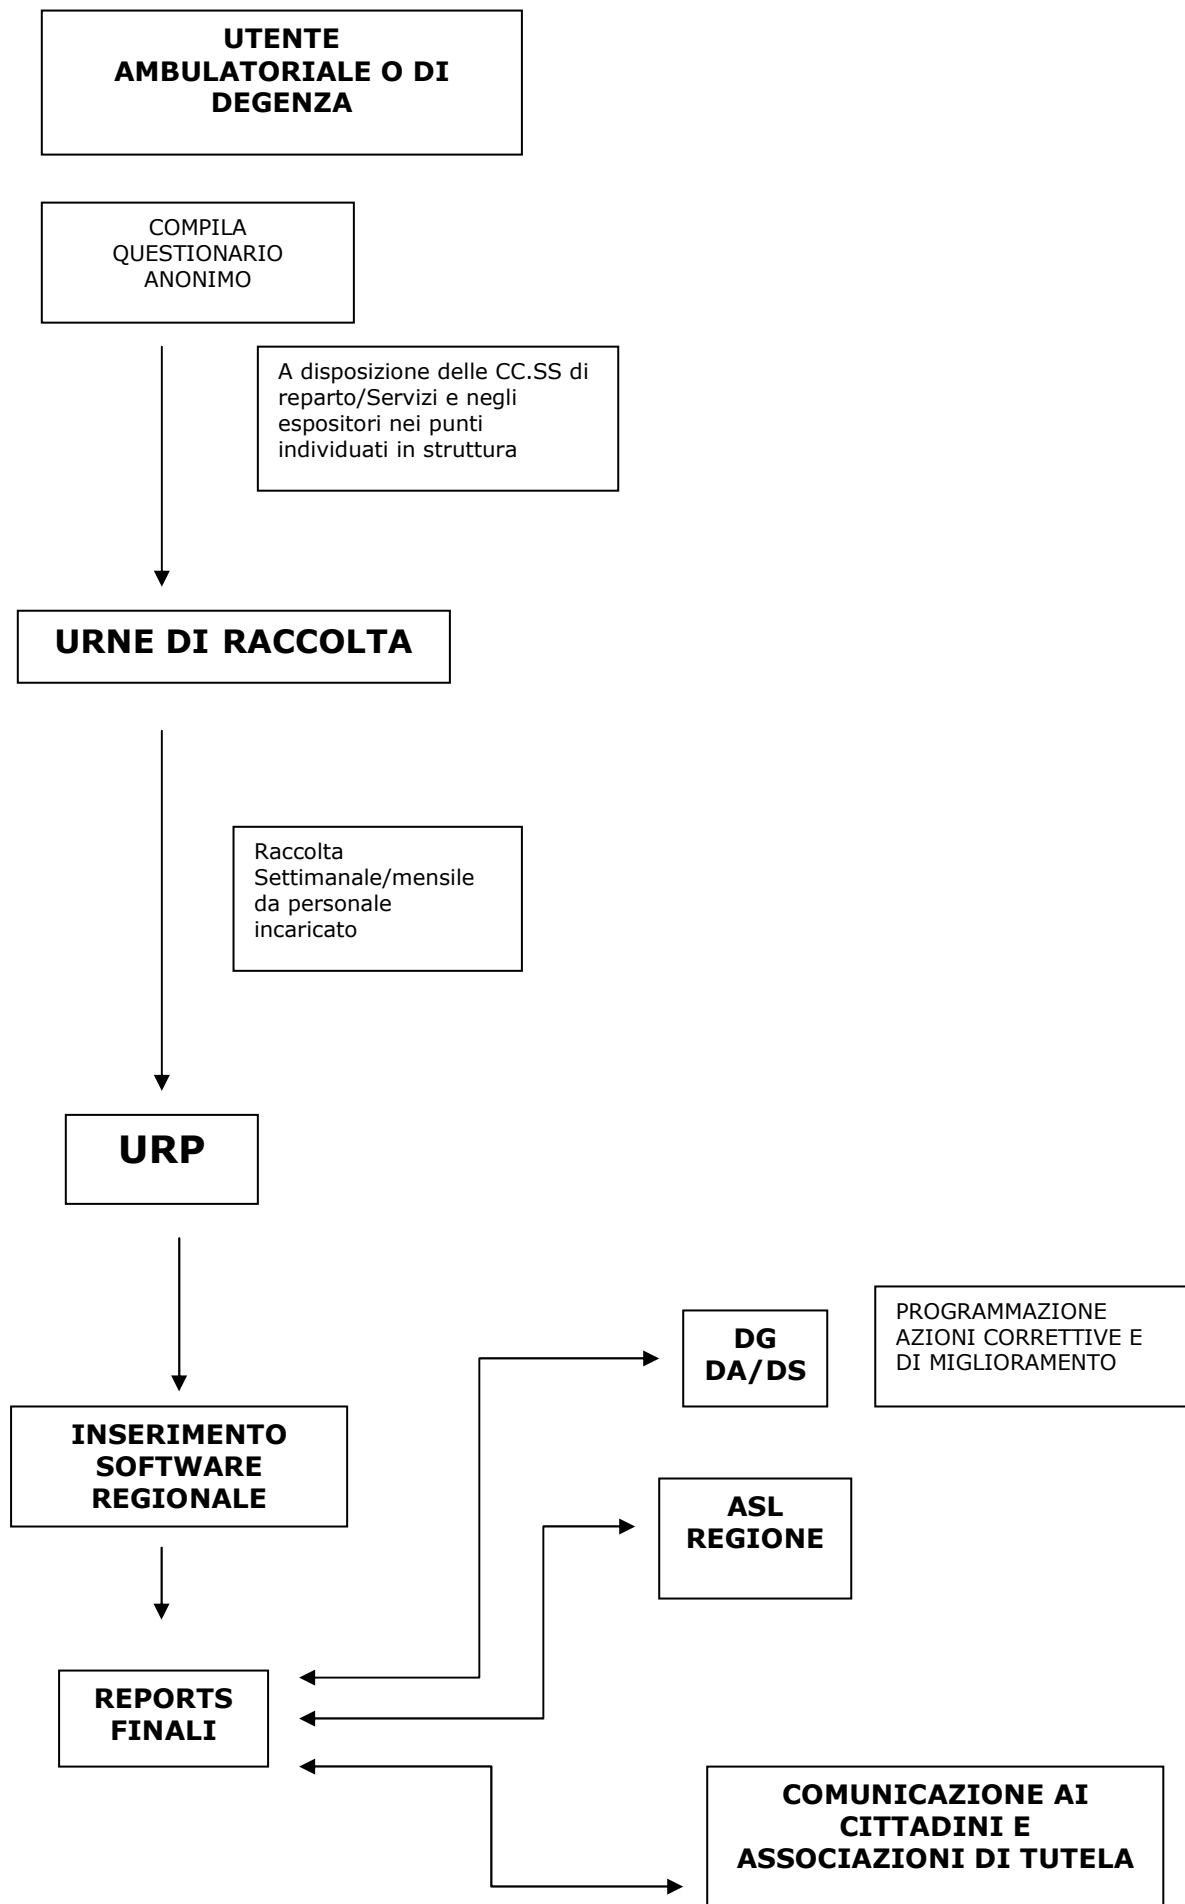 UTENTE
AMBULATORIALE O DI
DEGENZA
COMPILA
QUESTIONARIO
ANONIMO
A disposizione delle CC.SS di
reparto/Servizi e negli
espositori nei punti
individuati in struttura
URNE DI RACCOLTA
Raccolta
Settimanale/mensile
da personale
incaricato
URP
DG
DA/DS
PROGRAMMAZIONE
AZIONI CORRETTIVE E
DI MIGLIORAMENTO
INSERIMENTO
SOFTWARE
REGIONALE
ASL
REGIONE
REPORTS
FINALI
COMUNICAZIONE AI
CITTADINI E
ASSOCIAZIONI DI TUTELA